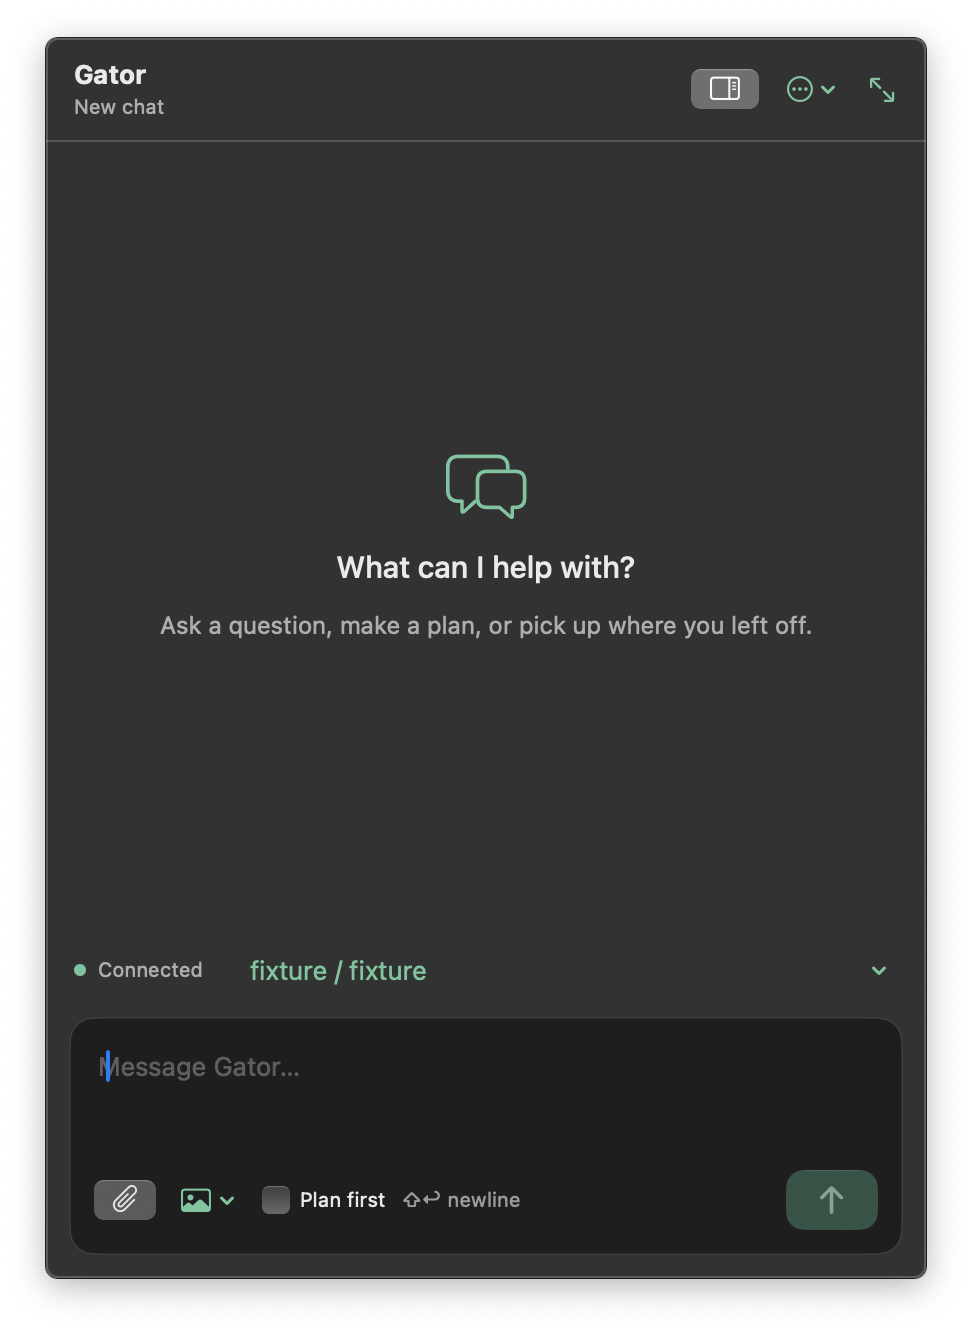 Gator
New chat
What can I help with?
Ask a question, make a plan, or pick up where you left off.
Connected fixture / fixture
Message Gator...
Plan first ⇧↩ newline